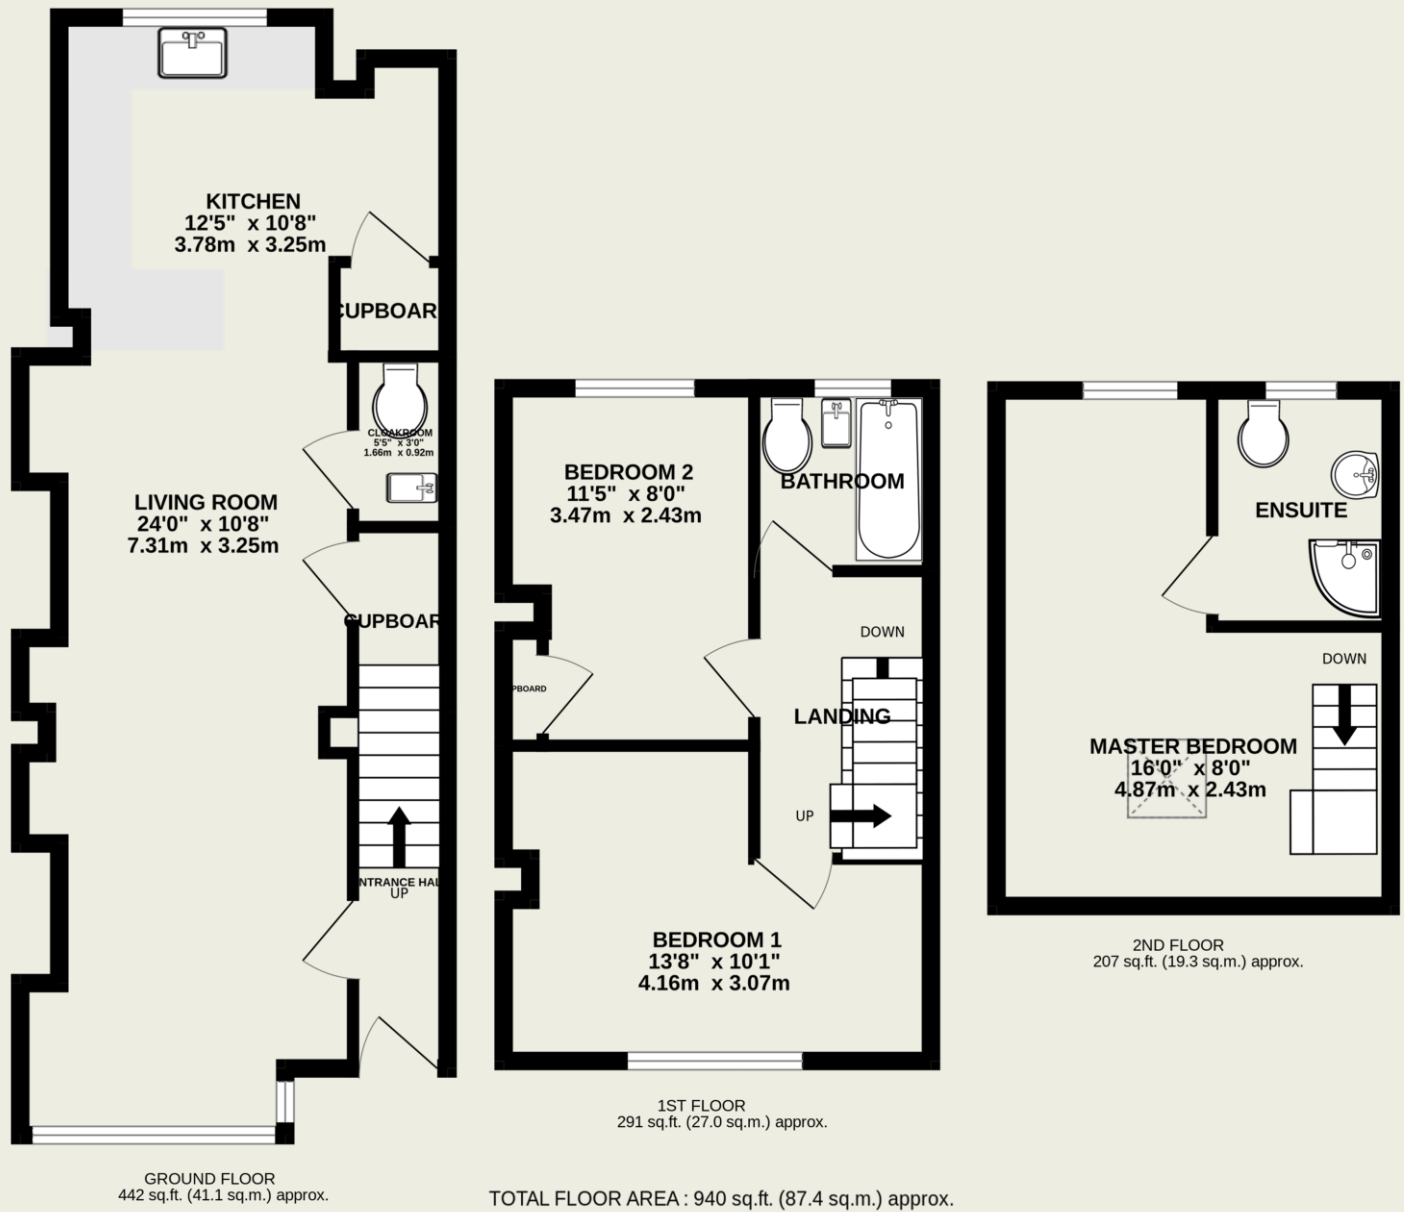 KITCHEN
12'5" x 10'8"
3.78m x 3.25m
CUPBOAR
CLOAKROOM
5'5" x 3'0"
1.66m x 0.92m
LIVING ROOM
24'0" x 10'8"
7.31m x 3.25m
CUPBOAR
NTRANCE HAL
UP
GROUND FLOOR
442 sq.ft. (41.1 sq.m.) approx.
BEDROOM 2
11'5" x 8'0"
3.47m x 2.43m
BATHROOM
PBOARD
DOWN
LANDING
UP
BEDROOM 1
13'8" x 10'1"
4.16m x 3.07m
1ST FLOOR
291 sq.ft. (27.0 sq.m.) approx.
ENSUITE
DOWN
MASTER BEDROOM
16'0" x 8'0"
4.87m x 2.43m
2ND FLOOR
207 sq.ft. (19.3 sq.m.) approx.
TOTAL FLOOR AREA : 940 sq.ft. (87.4 sq.m.) approx.